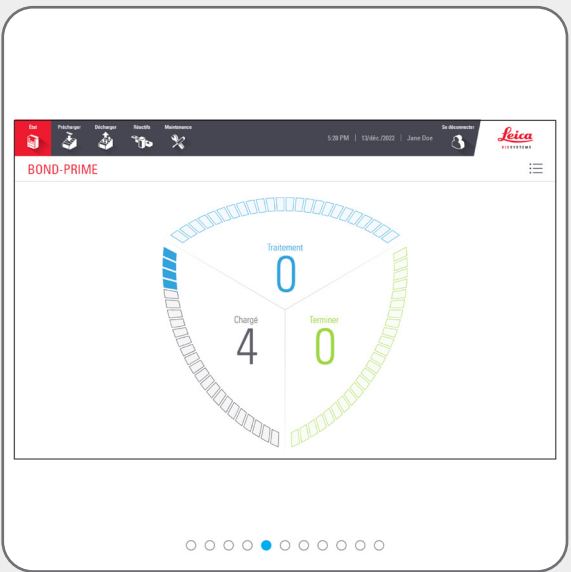 État Précharger Décharger Réactifs Maintenance
5:28 PM | 13/déc./2022 | Jane Doe
Se déconnecter
Leica
BIOSYSTEMS
BOND-PRIME
Traitement
0
Chargé
4
Terminer
0